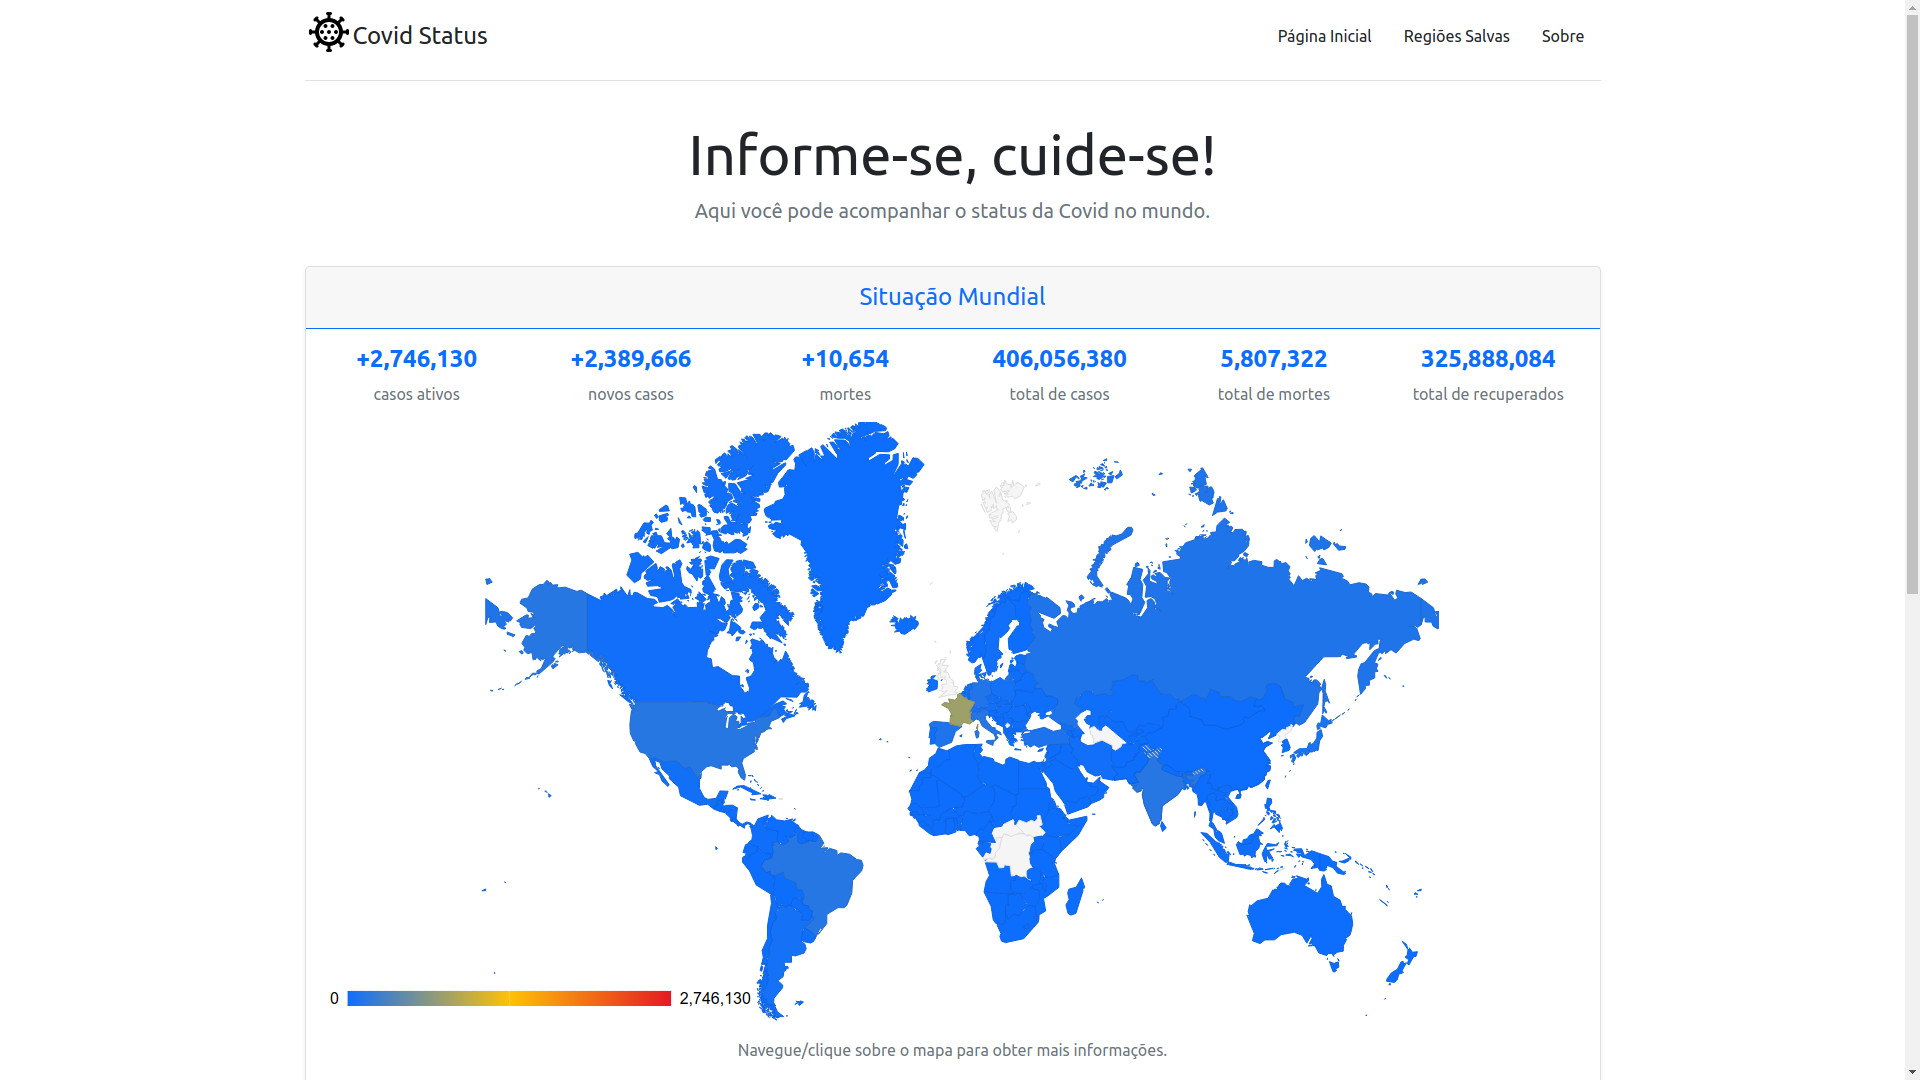 Covid Status
Página Inicial Regiões Salvas Sobre
Informe-se, cuide-se!
Aqui você pode acompanhar o status da Covid no mundo.
Situação Mundial
+2,746,130 +2,389,666 +10,654 406,056,380 5,807,322 325,888,084
casos ativos novos casos mortes total de casos total de mortes total de recuperados
0 2,746,130
Navegue/clique sobre o mapa para obter mais informações.